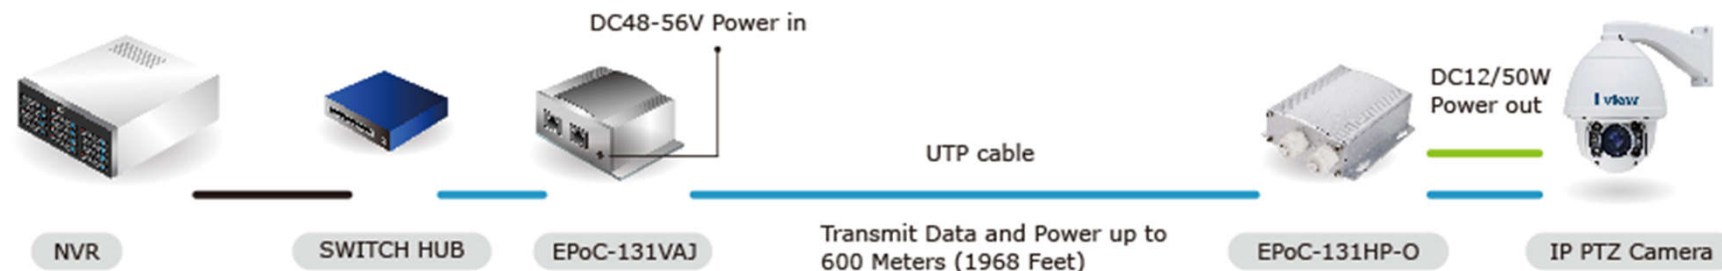 DC48-56V Power in
DC12/50W
Power out
I view
UTP cable
Transmit Data and Power up to
600 Meters (1968 Feet)
NVR
SWITCH HUB
EPoC-131VAJ
EPoC-131HP-O
IP PTZ Camera